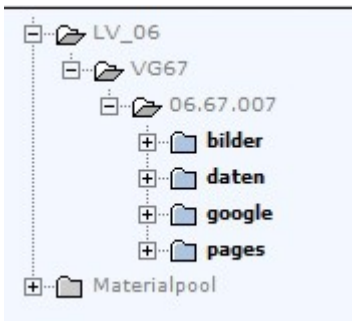 LV_06
VG67
06.67.007
bilder
daten
google
pages
Materialpool